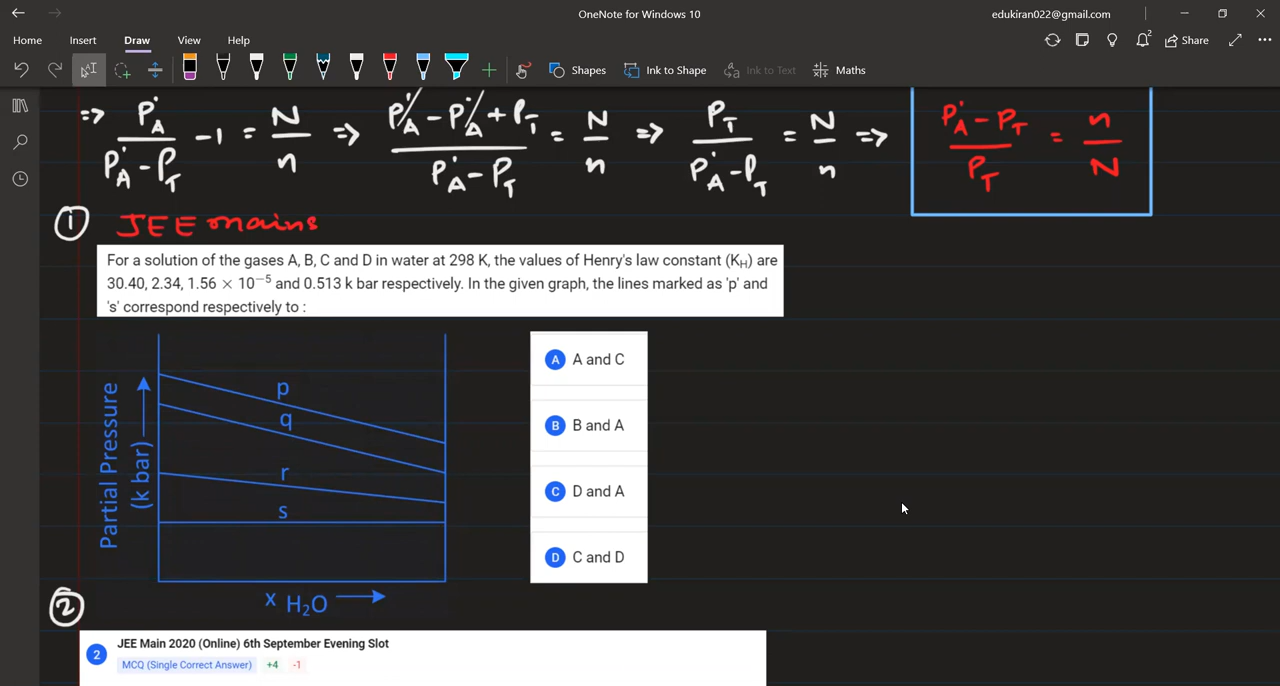 OneNote for Windows 10
edukiran022@gmail.com
Home Insert Draw View Help
Share
Shapes Ink to Shape Ink to Text Maths
=> P°A / (P°A - PT) - 1 = N / n => (P°A - P°A + PT) / (P°A - PT) = N / n => PT / (P°A - PT) = N / n => (P°A - PT) / PT = n / N
① JEE mains
For a solution of the gases A, B, C and D in water at 298 K, the values of Henry's law constant (KH) are
30.40, 2.34, 1.56 × 10⁻⁵ and 0.513 k bar respectively. In the given graph, the lines marked as 'p' and
's' correspond respectively to :
Partial Pressure
(k bar)
p
q
r
s
x H₂O
A A and C
B B and A
C D and A
D C and D
②
2 JEE Main 2020 (Online) 6th September Evening Slot
MCQ (Single Correct Answer) +4 -1